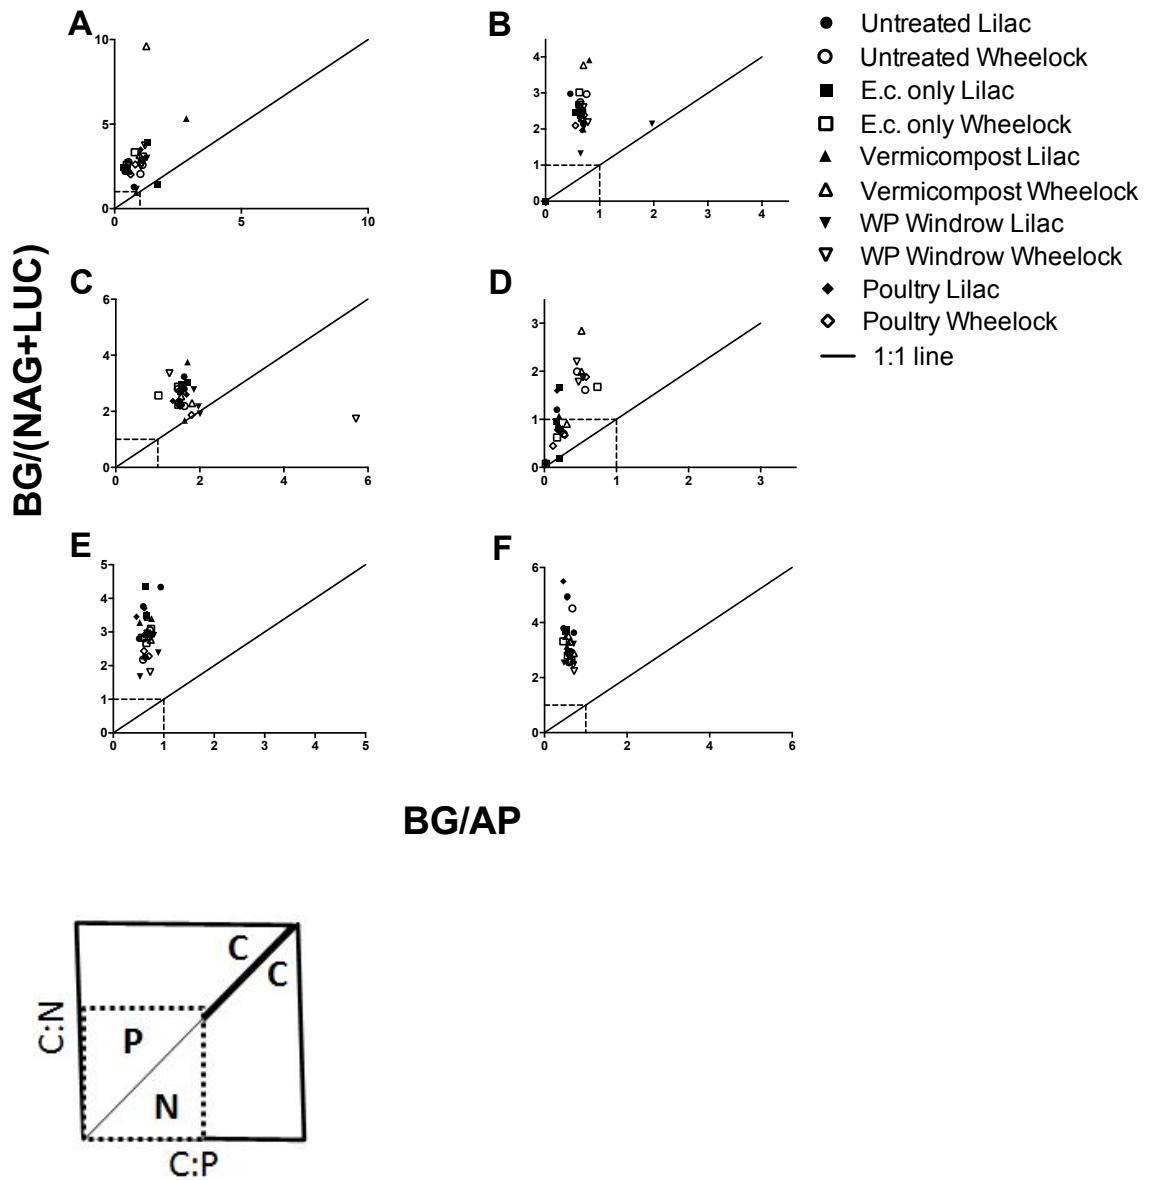 A
10
5
0
0
5
10
B
4
3
2
1
0
0
1
2
3
4
Untreated Lilac
Untreated Wheelock
E.c. only Lilac
E.c. only Wheelock
Vermicompost Lilac
Vermicompost Wheelock
WP Windrow Lilac
WP Windrow Wheelock
Poultry Lilac
Poultry Wheelock
1:1 line
BG/(NAG+LUC)
C
6
4
2
0
0
2
4
6
D
3
2
1
0
0
1
2
3
E
5
4
3
2
1
0
0
1
2
3
4
5
F
6
4
2
0
0
2
4
6
BG/AP
C
C
C:N
P
N
C:P